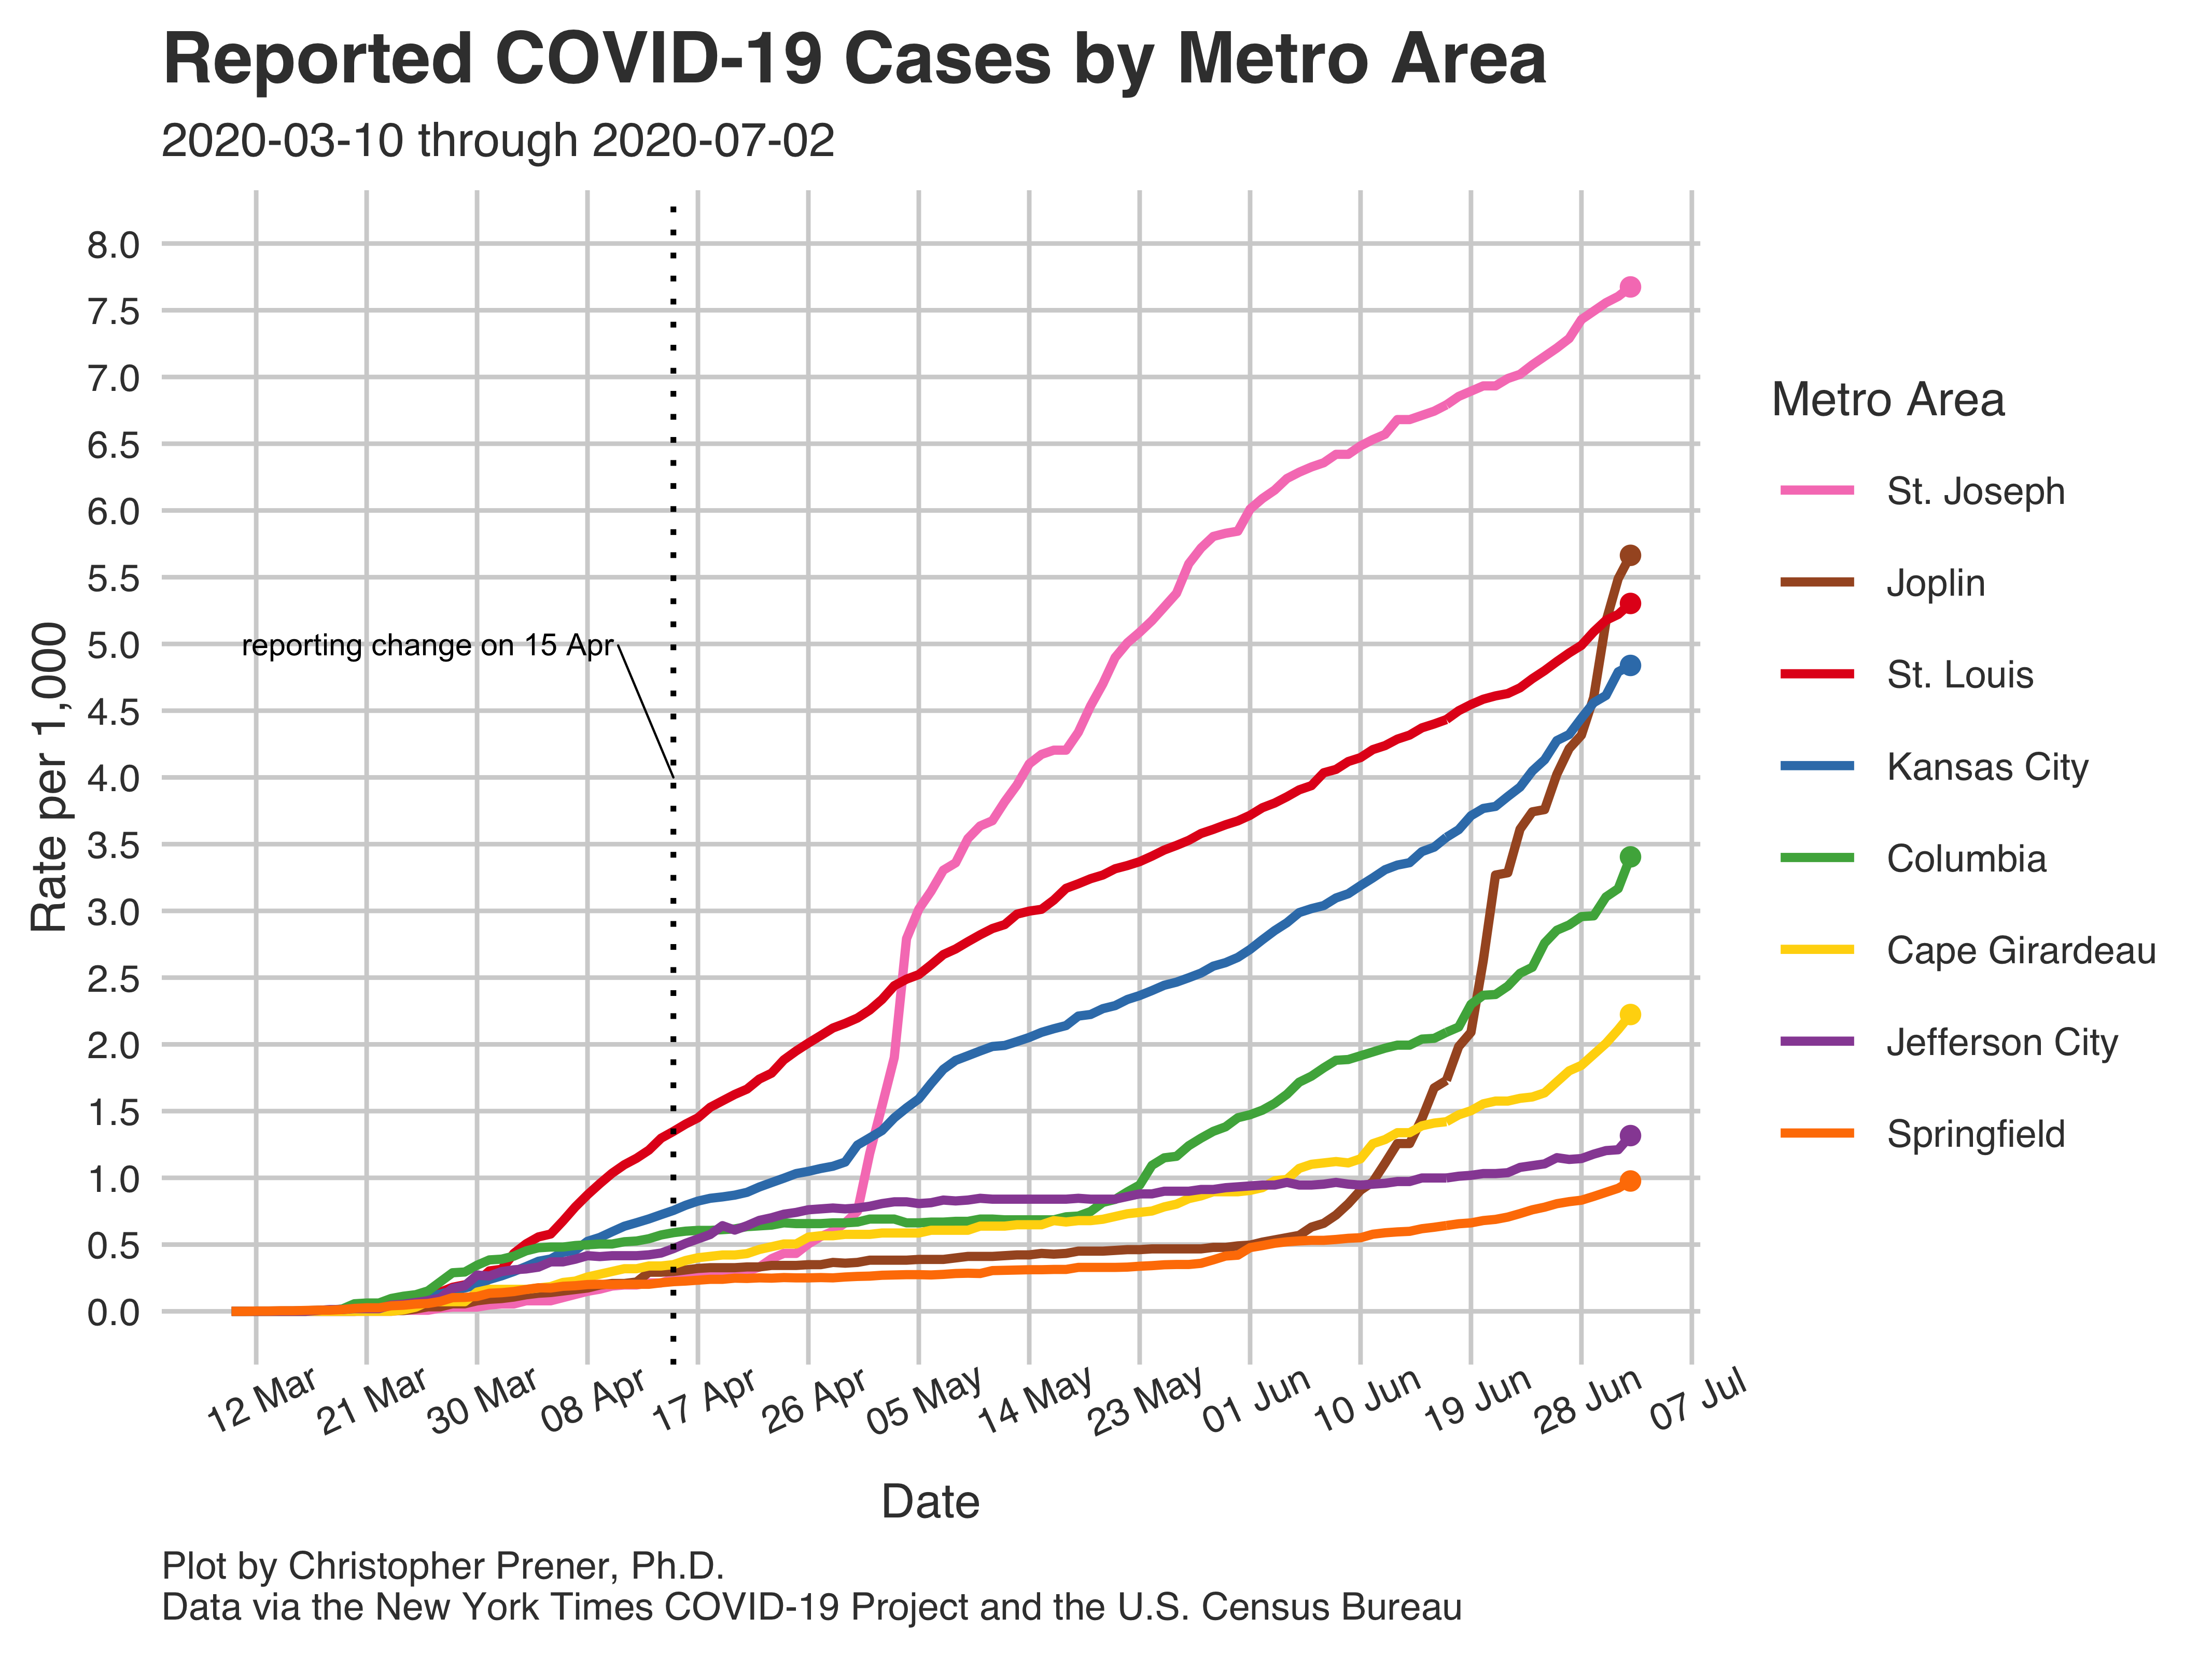 Reported COVID-19 Cases by Metro Area
2020-03-10 through 2020-07-02
Rate per 1,000
8.0
7.5
7.0
6.5
6.0
5.5
5.0
4.5
4.0
3.5
3.0
2.5
2.0
1.5
1.0
0.5
0.0
reporting change on 15 Apr
12 Mar
21 Mar
30 Mar
08 Apr
17 Apr
26 Apr
05 May
14 May
23 May
01 Jun
10 Jun
19 Jun
28 Jun
07 Jul
Date
Metro Area
St. Joseph
Joplin
St. Louis
Kansas City
Columbia
Cape Girardeau
Jefferson City
Springfield
Plot by Christopher Prener, Ph.D.
Data via the New York Times COVID-19 Project and the U.S. Census Bureau